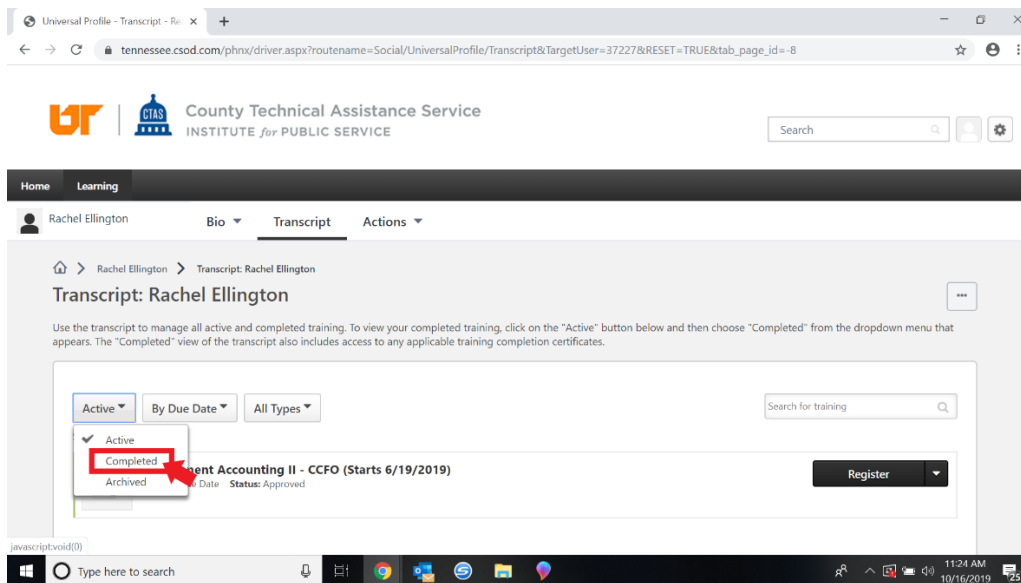 Universal Profile - Transcript - Re
tennessee.csod.com/phnx/driver.aspx?routename=Social/UniversalProfile/Transcript&TargetUser=37227&RESET=TRUE&tab_page_id=-8
UT CTAS County Technical Assistance Service
INSTITUTE for PUBLIC SERVICE
Search
Home Learning
Rachel Ellington Bio Transcript Actions
Rachel Ellington Transcript: Rachel Ellington
Transcript: Rachel Ellington
Use the transcript to manage all active and completed training. To view your completed training, click on the "Active" button below and then choose "Completed" from the dropdown menu that
appears. The "Completed" view of the transcript also includes access to any applicable training completion certificates.
Active By Due Date All Types Search for training
Active
Completed
Archived
ment Accounting II - CCFO (Starts 6/19/2019)
Date Status: Approved
Register
javascript:void(0)
Type here to search
11:24 AM
10/16/2019